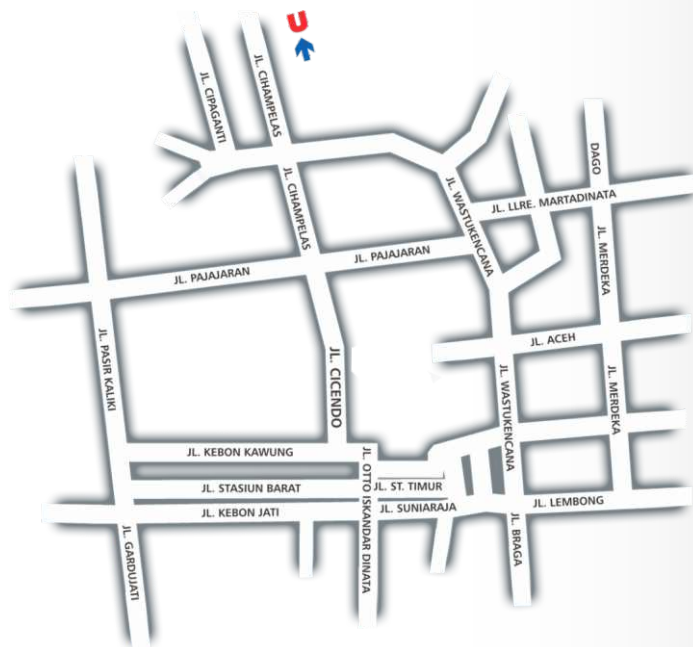 U
JL. CIPAGANTI
JL. CIHAMPELAS
DAGO
JL. CIHAMPELAS
JL. WASTUKENCANA
JL. LLRE. MARTADINATA
JL. PAJAJARAN
JL. PAJAJARAN
JL. MERDEKA
JL. PASIR KALIKI
JL. CICENDO
JL. ACEH
JL. WASTUKENCANA
JL. MERDEKA
JL. KEBON KAWUNG
JL. OTTO ISKANDAR DINATA
JL. STASIUN BARAT
JL. ST. TIMUR
JL. KEBON JATI
JL. SUNIARAJA
JL. LEMBONG
JL. GARDUJATI
JL. BRAGA